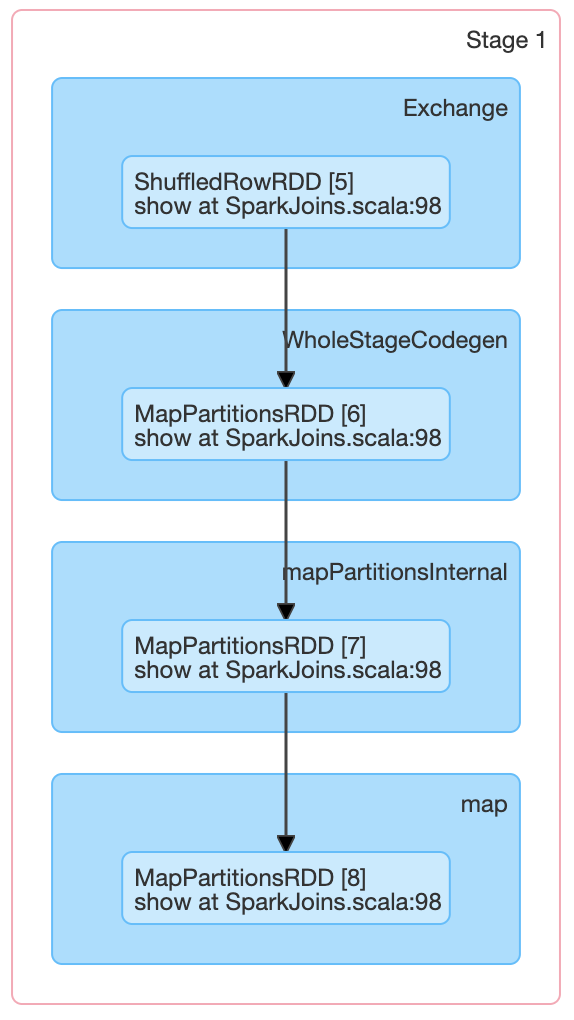 Stage 1
Exchange
ShuffledRowRDD [5]
show at SparkJoins.scala:98
WholeStageCodegen
MapPartitionsRDD [6]
show at SparkJoins.scala:98
mapPartitionsInternal
MapPartitionsRDD [7]
show at SparkJoins.scala:98
map
MapPartitionsRDD [8]
show at SparkJoins.scala:98